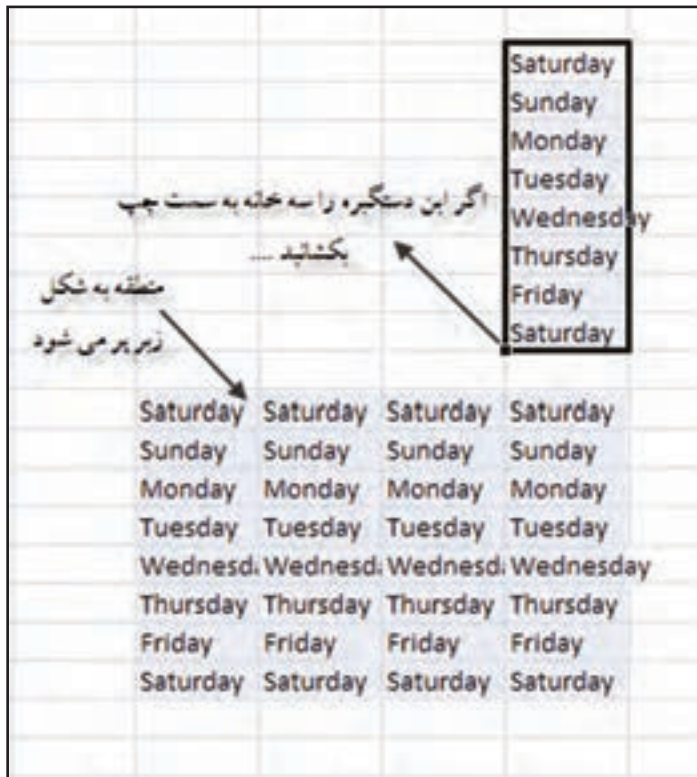 Saturday
Sunday
Monday
Tuesday
Wednesday
Thursday
Friday
Saturday
اگر این دستگیره را سه خانه به سمت چپ
بکشانید ....
منطقه به شکل
زیر پر می شود
Saturday Saturday Saturday Saturday
Sunday Sunday Sunday Sunday
Monday Monday Monday Monday
Tuesday Tuesday Tuesday Tuesday
Wednesd Wednesd Wednesd Wednesday
Thursday Thursday Thursday Thursday
Friday Friday Friday Friday
Saturday Saturday Saturday Saturday